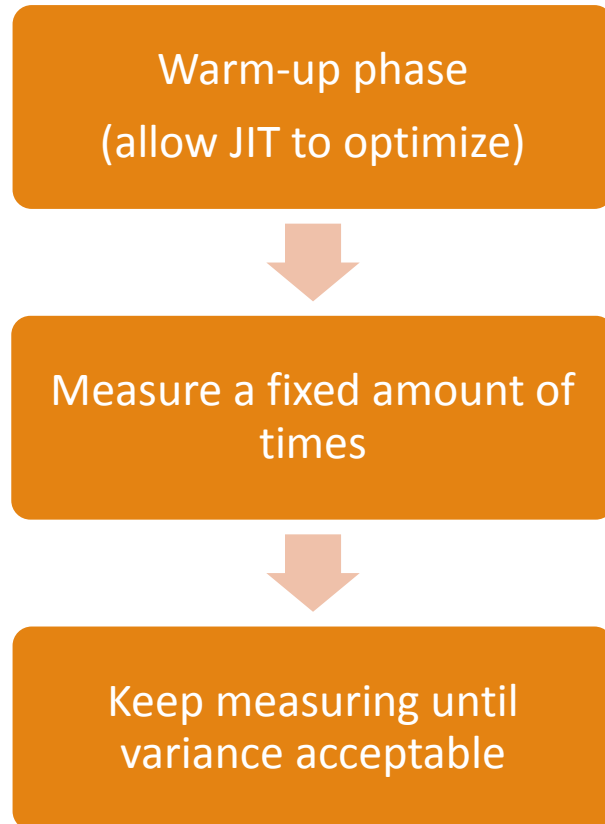 Warm-up phase
(allow JIT to optimize)
Measure a fixed amount of
times
Keep measuring until
variance acceptable